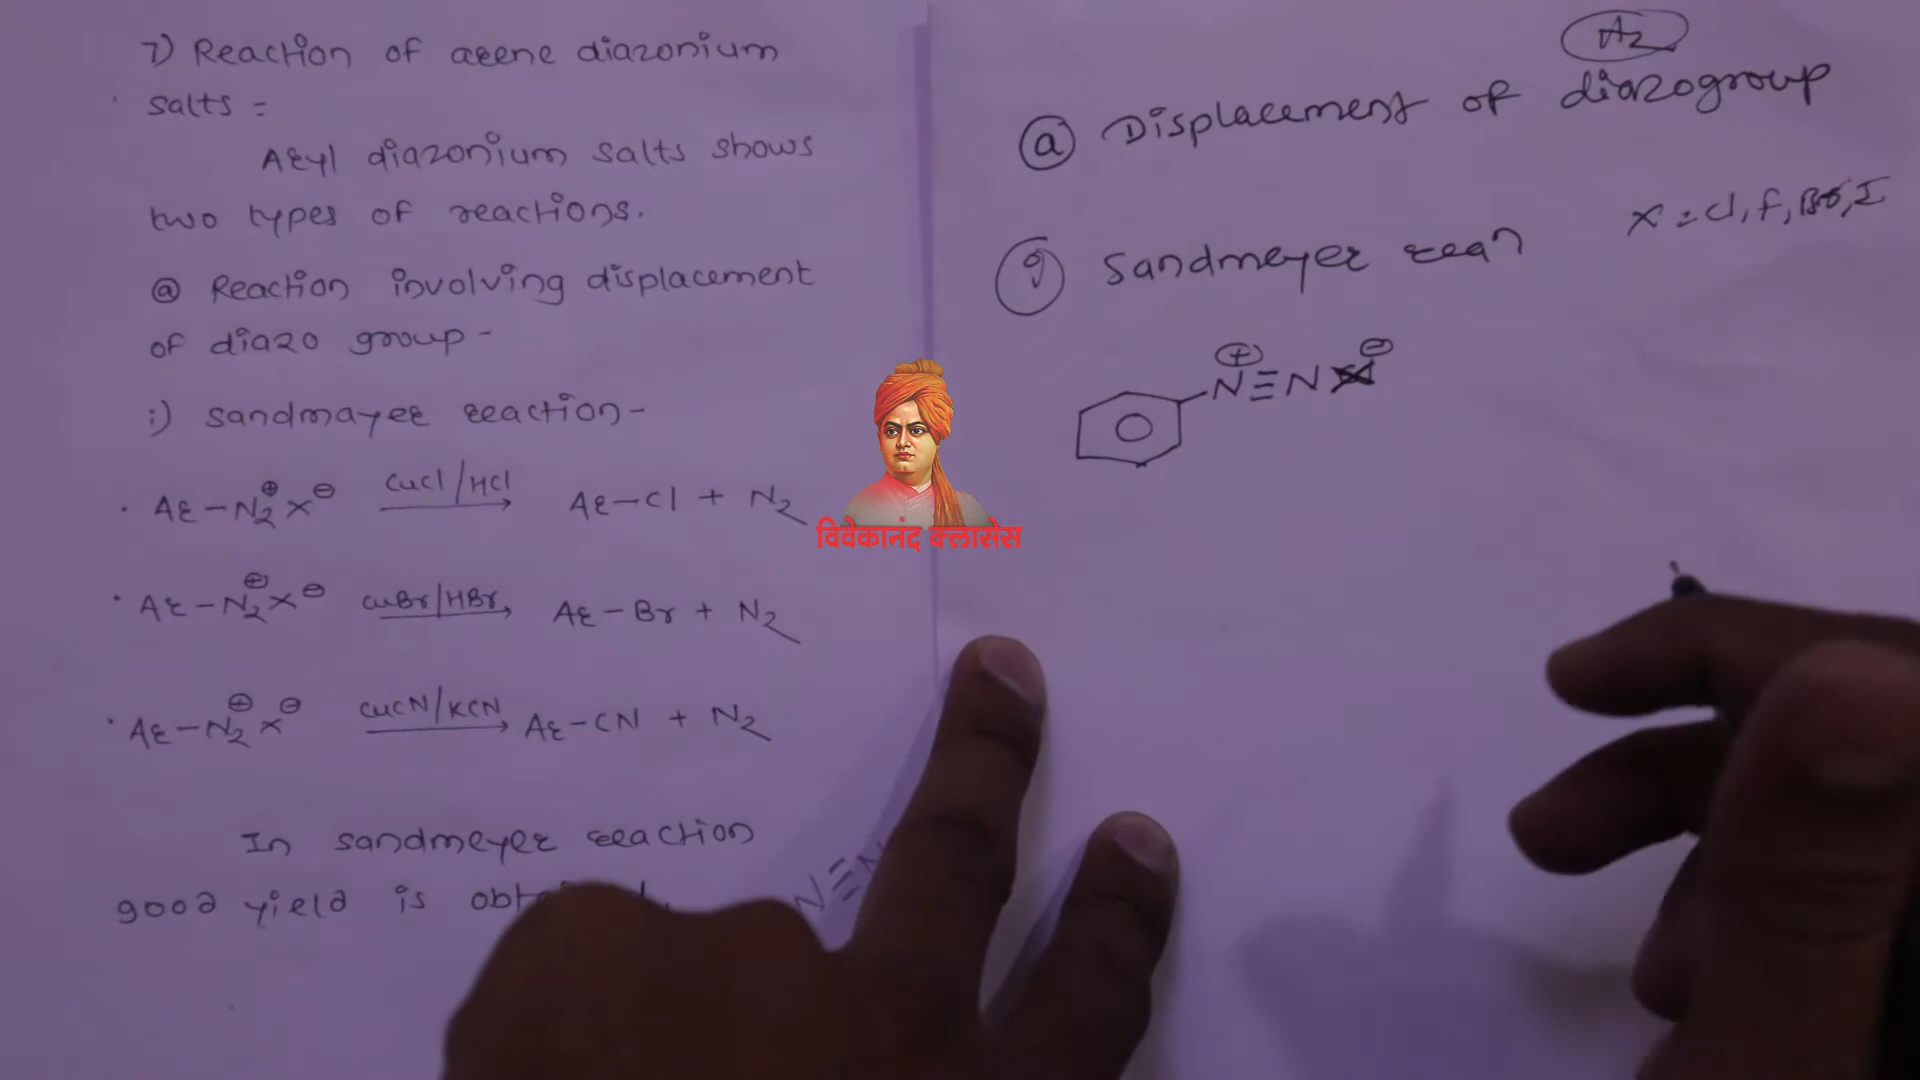 7) Reaction of arene diazonium
salts =
Aryl diazonium salts shows
two types of reactions.
ⓐ Reaction involving displacement
of diazo group -
i) sandmayer reaction -
· Ar-N₂⊕X⊖ CuCl/HCl → Ar-Cl + N₂
· Ar-N₂⊕X⊖ CuBr/HBr → Ar-Br + N₂
· Ar-N₂⊕X⊖ CuCN/KCN → Ar-CN + N₂
In sandmeyer reaction
good yield is
N≡N
विवेकानद क्लासेस
Az
ⓐ Displacement of diazogroup
X = Cl, F, Br, I
Sandmeyer
⊕ ⊖
N≡N